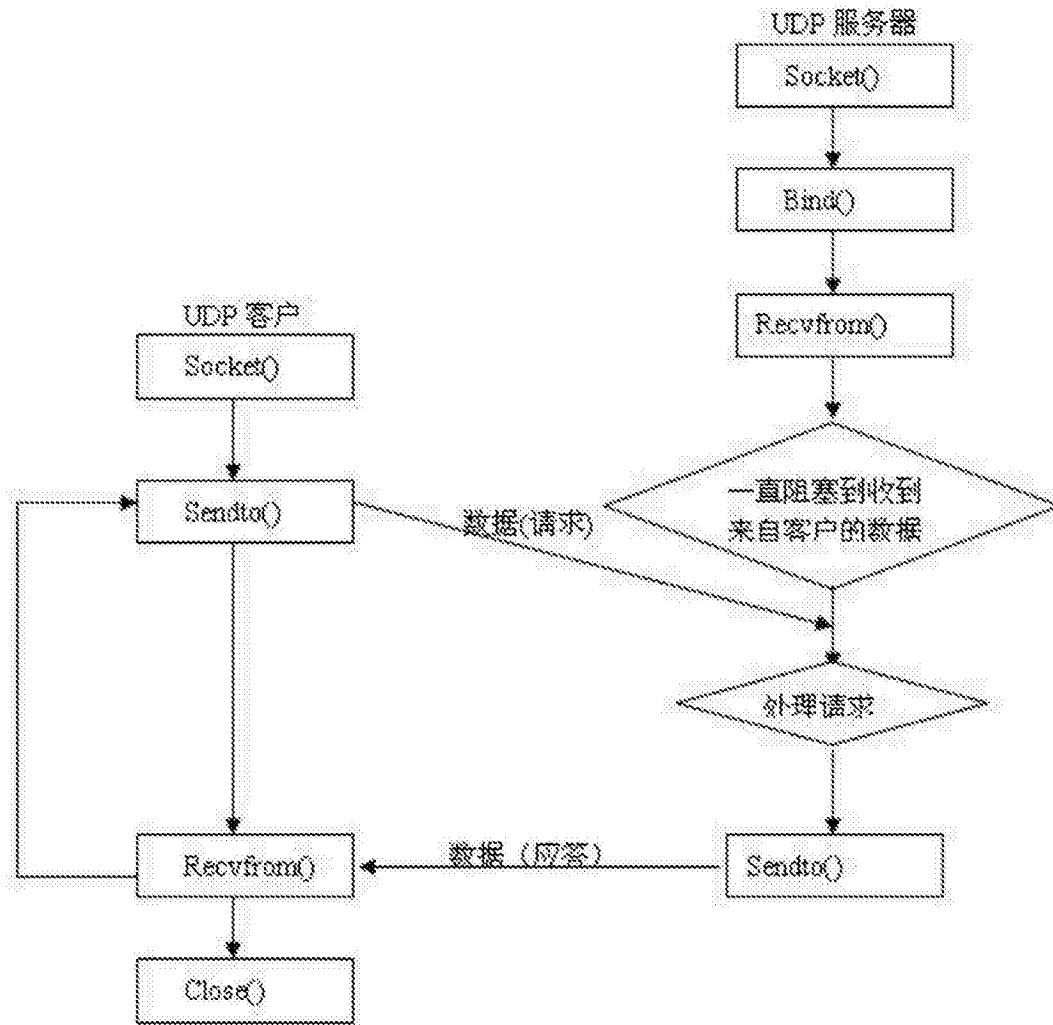 UDP 服务器
Socket()
Bind()
Recvfrom()
一直阻塞到收到
来自客户的数据
处理请求
Sendto()
UDP 客户
Socket()
Sendto()
数据(请求)
Recvfrom()
数据（应答）
Close()